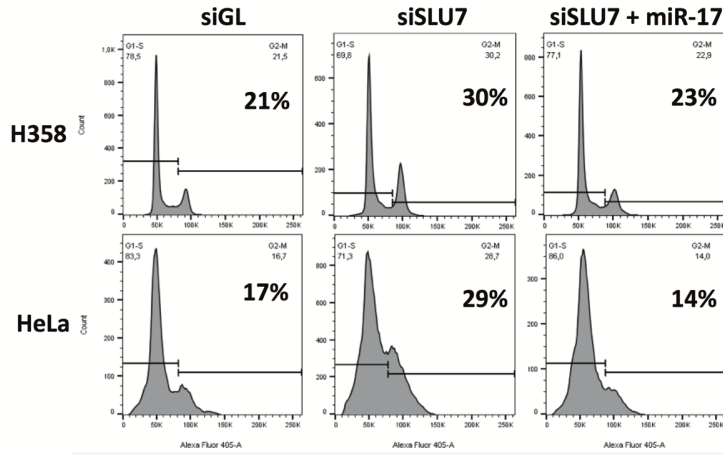 siGL siSLU7 siSLU7 + miR-17
H358
Count
1,0K
800
600
400
200
0
G1-S
78,5
G2-M
21,5
21%
0 50K 100K 150K 200K 250K
600
400
200
0
G1-S
69,8
G2-M
30,2
30%
0 50K 100K 150K 200K 250K
800
600
400
200
0
G1-S
77,1
G2-M
22,9
23%
0 50K 100K 150K 200K 250K
HeLa
Count
400
300
200
100
0
G1-S
83,3
G2-M
16,7
17%
0 50K 100K 150K 200K 250K
Alexa Fluor 405-A
800
600
400
200
0
G1-S
71,3
G2-M
28,7
29%
0 50K 100K 150K 200K 250K
Alexa Fluor 405-A
300
200
100
0
G1-S
86,0
G2-M
14,0
14%
0 50K 100K 150K 200K 250K
Alexa Fluor 405-A